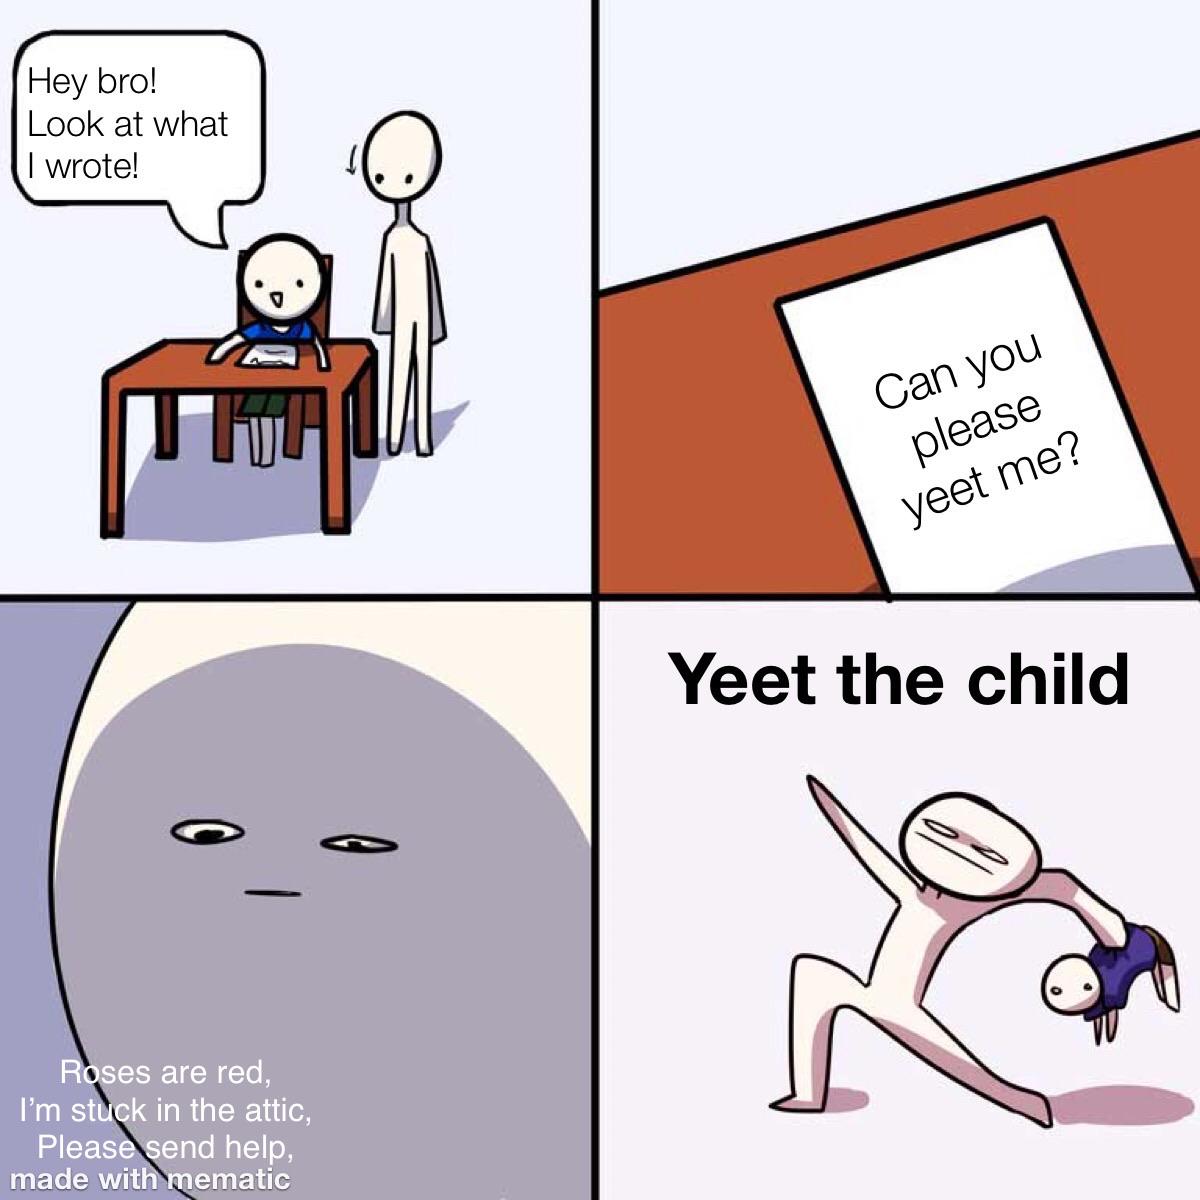 Hey bro!
Look at what
I wrote!
Can you
please
yeet me?
Yeet the child
Roses are red,
I'm stuck in the attic,
Please send help,
made with mematic